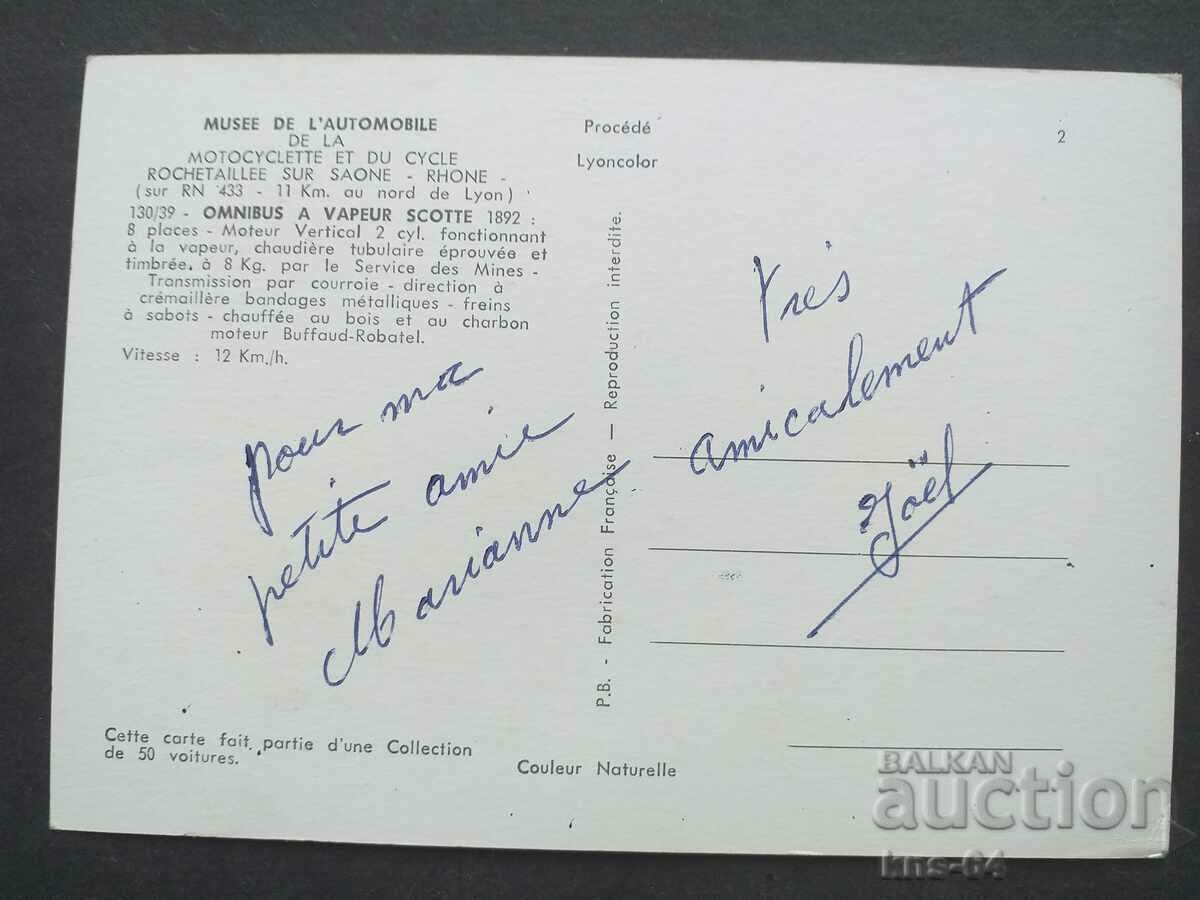 MUSEE DE L'AUTOMOBILE
DE LA
MOTOCYCLETTE ET DU CYCLE
ROCHETAILLEE SUR SAONE - RHONE -
(sur RN 433 - 11 Km. au nord de Lyon)
130/39 - OMNIBUS A VAPEUR SCOTTE 1892 :
8 places - Moteur Vertical 2 cyl. fonctionnant
à la vapeur, chaudière tubulaire éprouvée et
timbrée. à 8 Kg. par le Service des Mines -
Transmission par courroie - direction à
crémaillère bandages métalliques - freins
à sabots - chauffée au bois et au charbon
moteur Buffaud-Robatel.
Vitesse : 12 Km./h.
pour ma
petite amie
Marianne
Cette carte fait partie d'une Collection
de 50 voitures.
Procédé
Lyoncolor
P.B. - Fabrication Française — Reproduction interdite.
Couleur Naturelle
2
très
amicalement
Joël
BALKAN
auction
kns-64